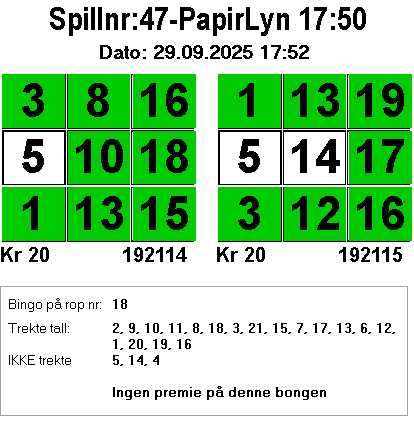 Spillnr:47-PapirLyn 17:50
Dato: 29.09.2025 17:52
3 8 16 1 13 19
5 10 18 5 14 17
1 13 15 3 12 16
Kr 20 192114 Kr 20 192115
Bingo på rop nr: 18
Trekte tall: 2, 9, 10, 11, 8, 18, 3, 21, 15, 7, 17, 13, 6, 12,
1, 20, 19, 16
IKKE trekte 5, 14, 4
Ingen premie på denne bongen